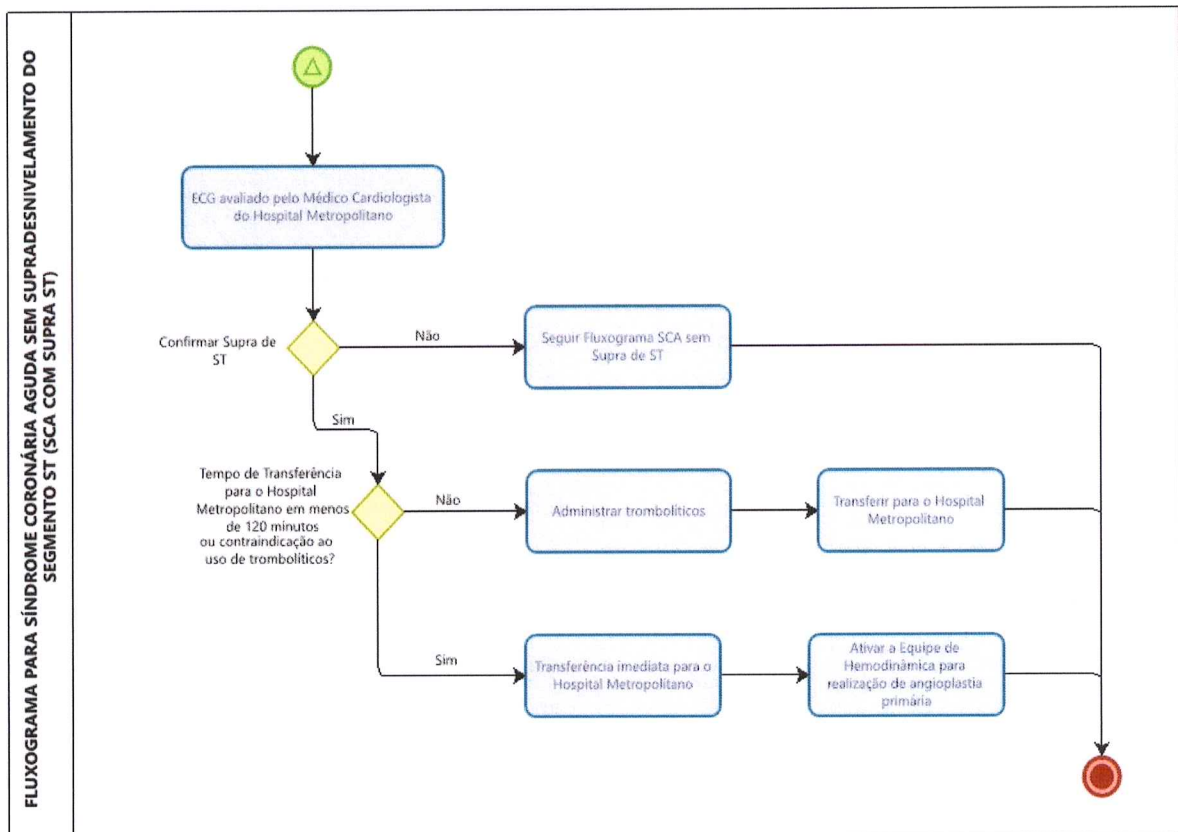 FLUXOGRAMA PARA SÍNDROME CORONÁRIA AGUDA SEM SUPRADESNIVELAMENTO DO
SEGMENTO ST (SCA COM SUPRA ST)
ECG avaliado pelo Médico Cardiologista
do Hospital Metropolitano
Confirmar Supra de
ST
Não
Seguir Fluxograma SCA sem
Supra de ST
Sim
Tempo de Transferência
para o Hospital
Metropolitano em menos
de 120 minutos
ou contraindicação ao
uso de trombolíticos?
Não
Administrar trombolíticos
Transferir para o Hospital
Metropolitano
Sim
Transferência imediata para o
Hospital Metropolitano
Ativar a Equipe de
Hemodinâmica para
realização de angioplastia
primária